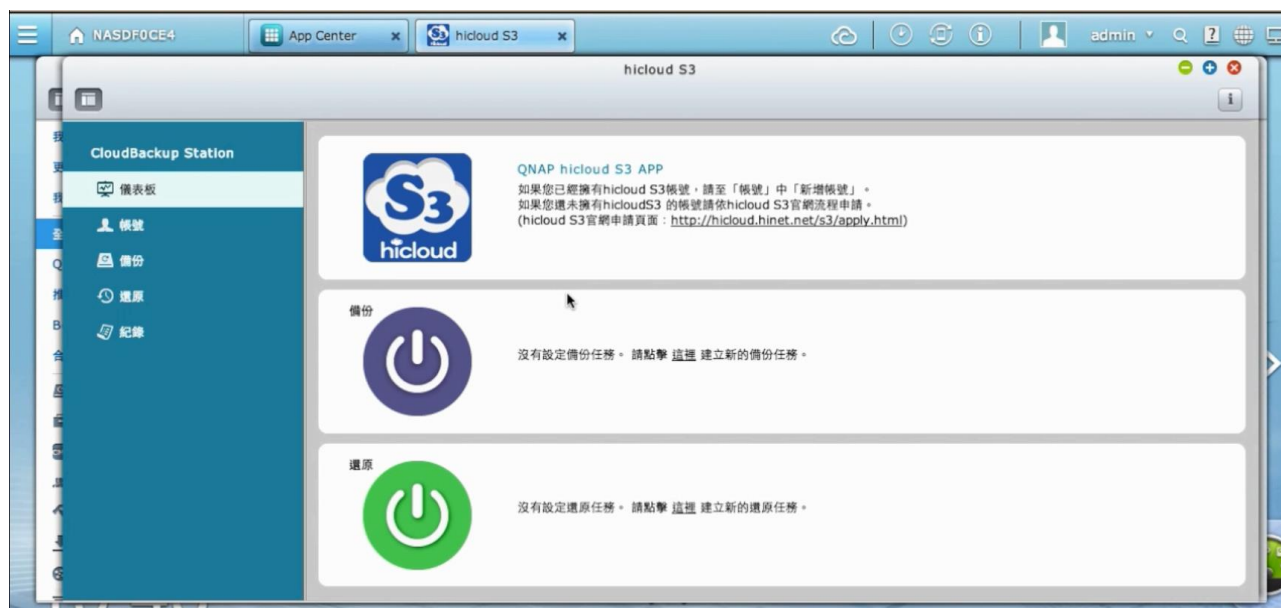 NASDF0CE4
App Center
hicloud S3
admin
hicloud S3
CloudBackup Station
儀表板
帳號
備份
還原
紀錄
S3
hicloud
QNAP hicloud S3 APP
如果您已經擁有hicloud S3帳號，請至「帳號」中「新增帳號」。
如果您還未擁有hicloudS3 的帳號請依hicloud S3官網流程申請。
(hicloud S3官網申請頁面：http://hicloud.hinet.net/s3/apply.html)
備份
沒有設定備份任務。 請點擊 這裡 建立新的備份任務。
還原
沒有設定還原任務。 請點擊 這裡 建立新的還原任務。